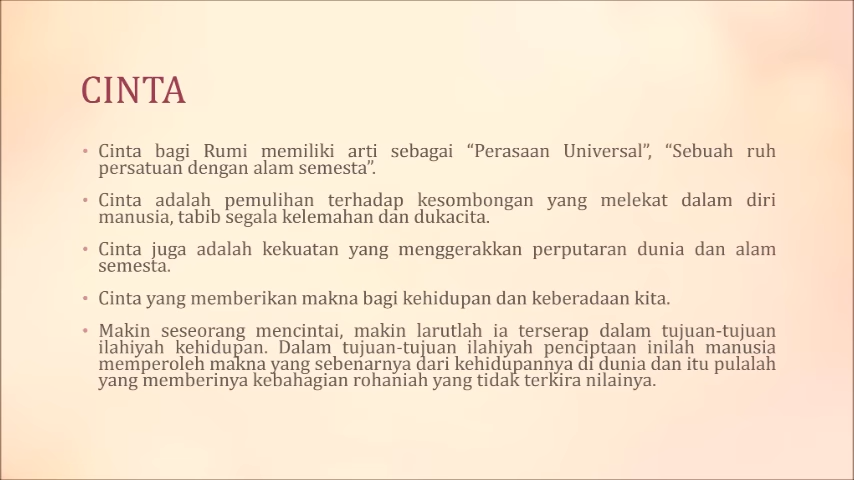 CINTA
• Cinta bagi Rumi memiliki arti sebagai “Perasaan Universal”, “Sebuah ruh
persatuan dengan alam semesta”.
• Cinta adalah pemulihan terhadap kesombongan yang melekat dalam diri
manusia, tabib segala kelemahan dan dukacita.
• Cinta juga adalah kekuatan yang menggerakkan perputaran dunia dan alam
semesta.
• Cinta yang memberikan makna bagi kehidupan dan keberadaan kita.
• Makin seseorang mencintai, makin larutlah ia terserap dalam tujuan-tujuan
ilahiyah kehidupan. Dalam tujuan-tujuan ilahiyah penciptaan inilah manusia
memperoleh makna yang sebenarnya dari kehidupannya di dunia dan itu pulalah
yang memberinya kebahagian rohaniah yang tidak terkira nilainya.